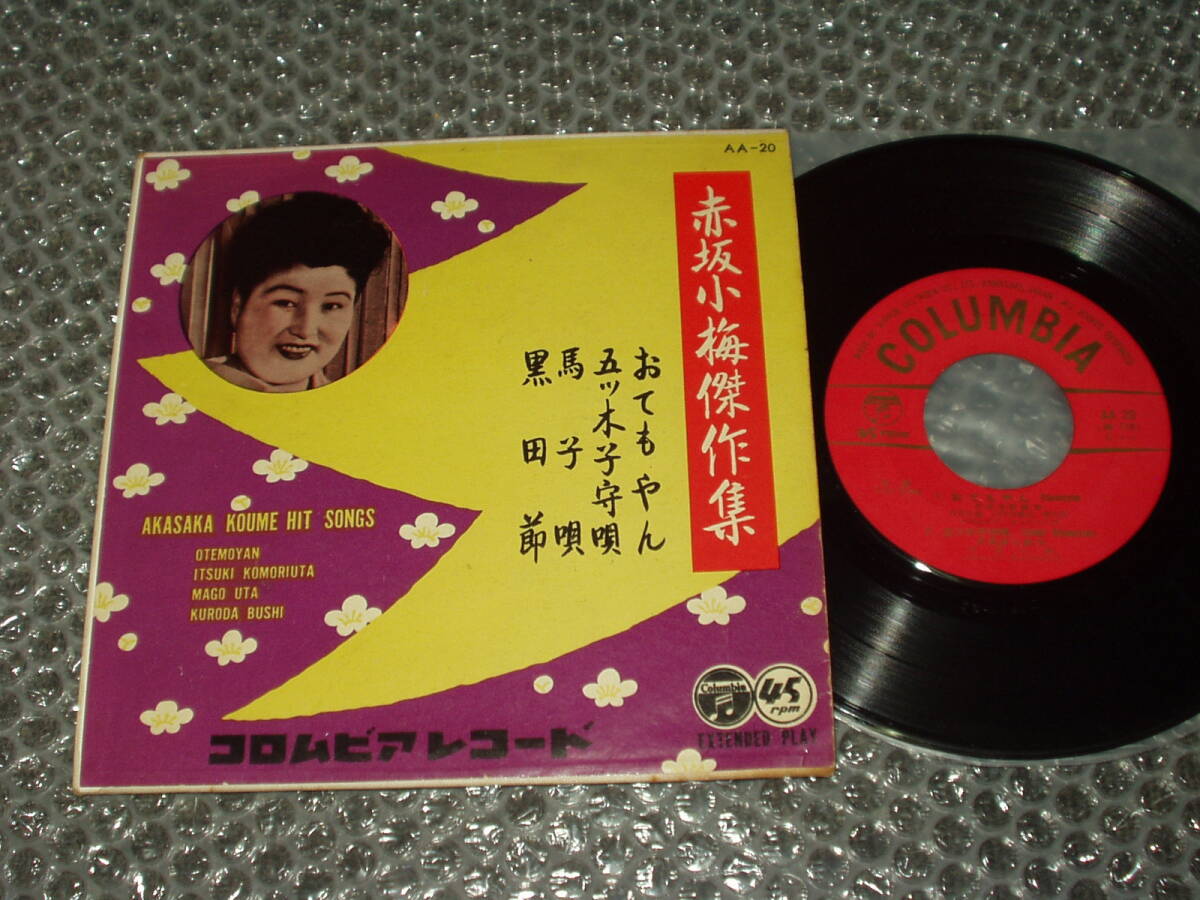 AA-20
赤坂小梅傑作集
おてもやん
五ツ木子守唄
馬子唄
黒田節
AKASAKA KOUME HIT SONGS
OTEMOYAN
ITSUKI KOMORIUTA
MAGO UTA
KURODA BUSHI
Columbia
45
rpm
EXTENDED PLAY
コロムビアレコード
COLUMBIA